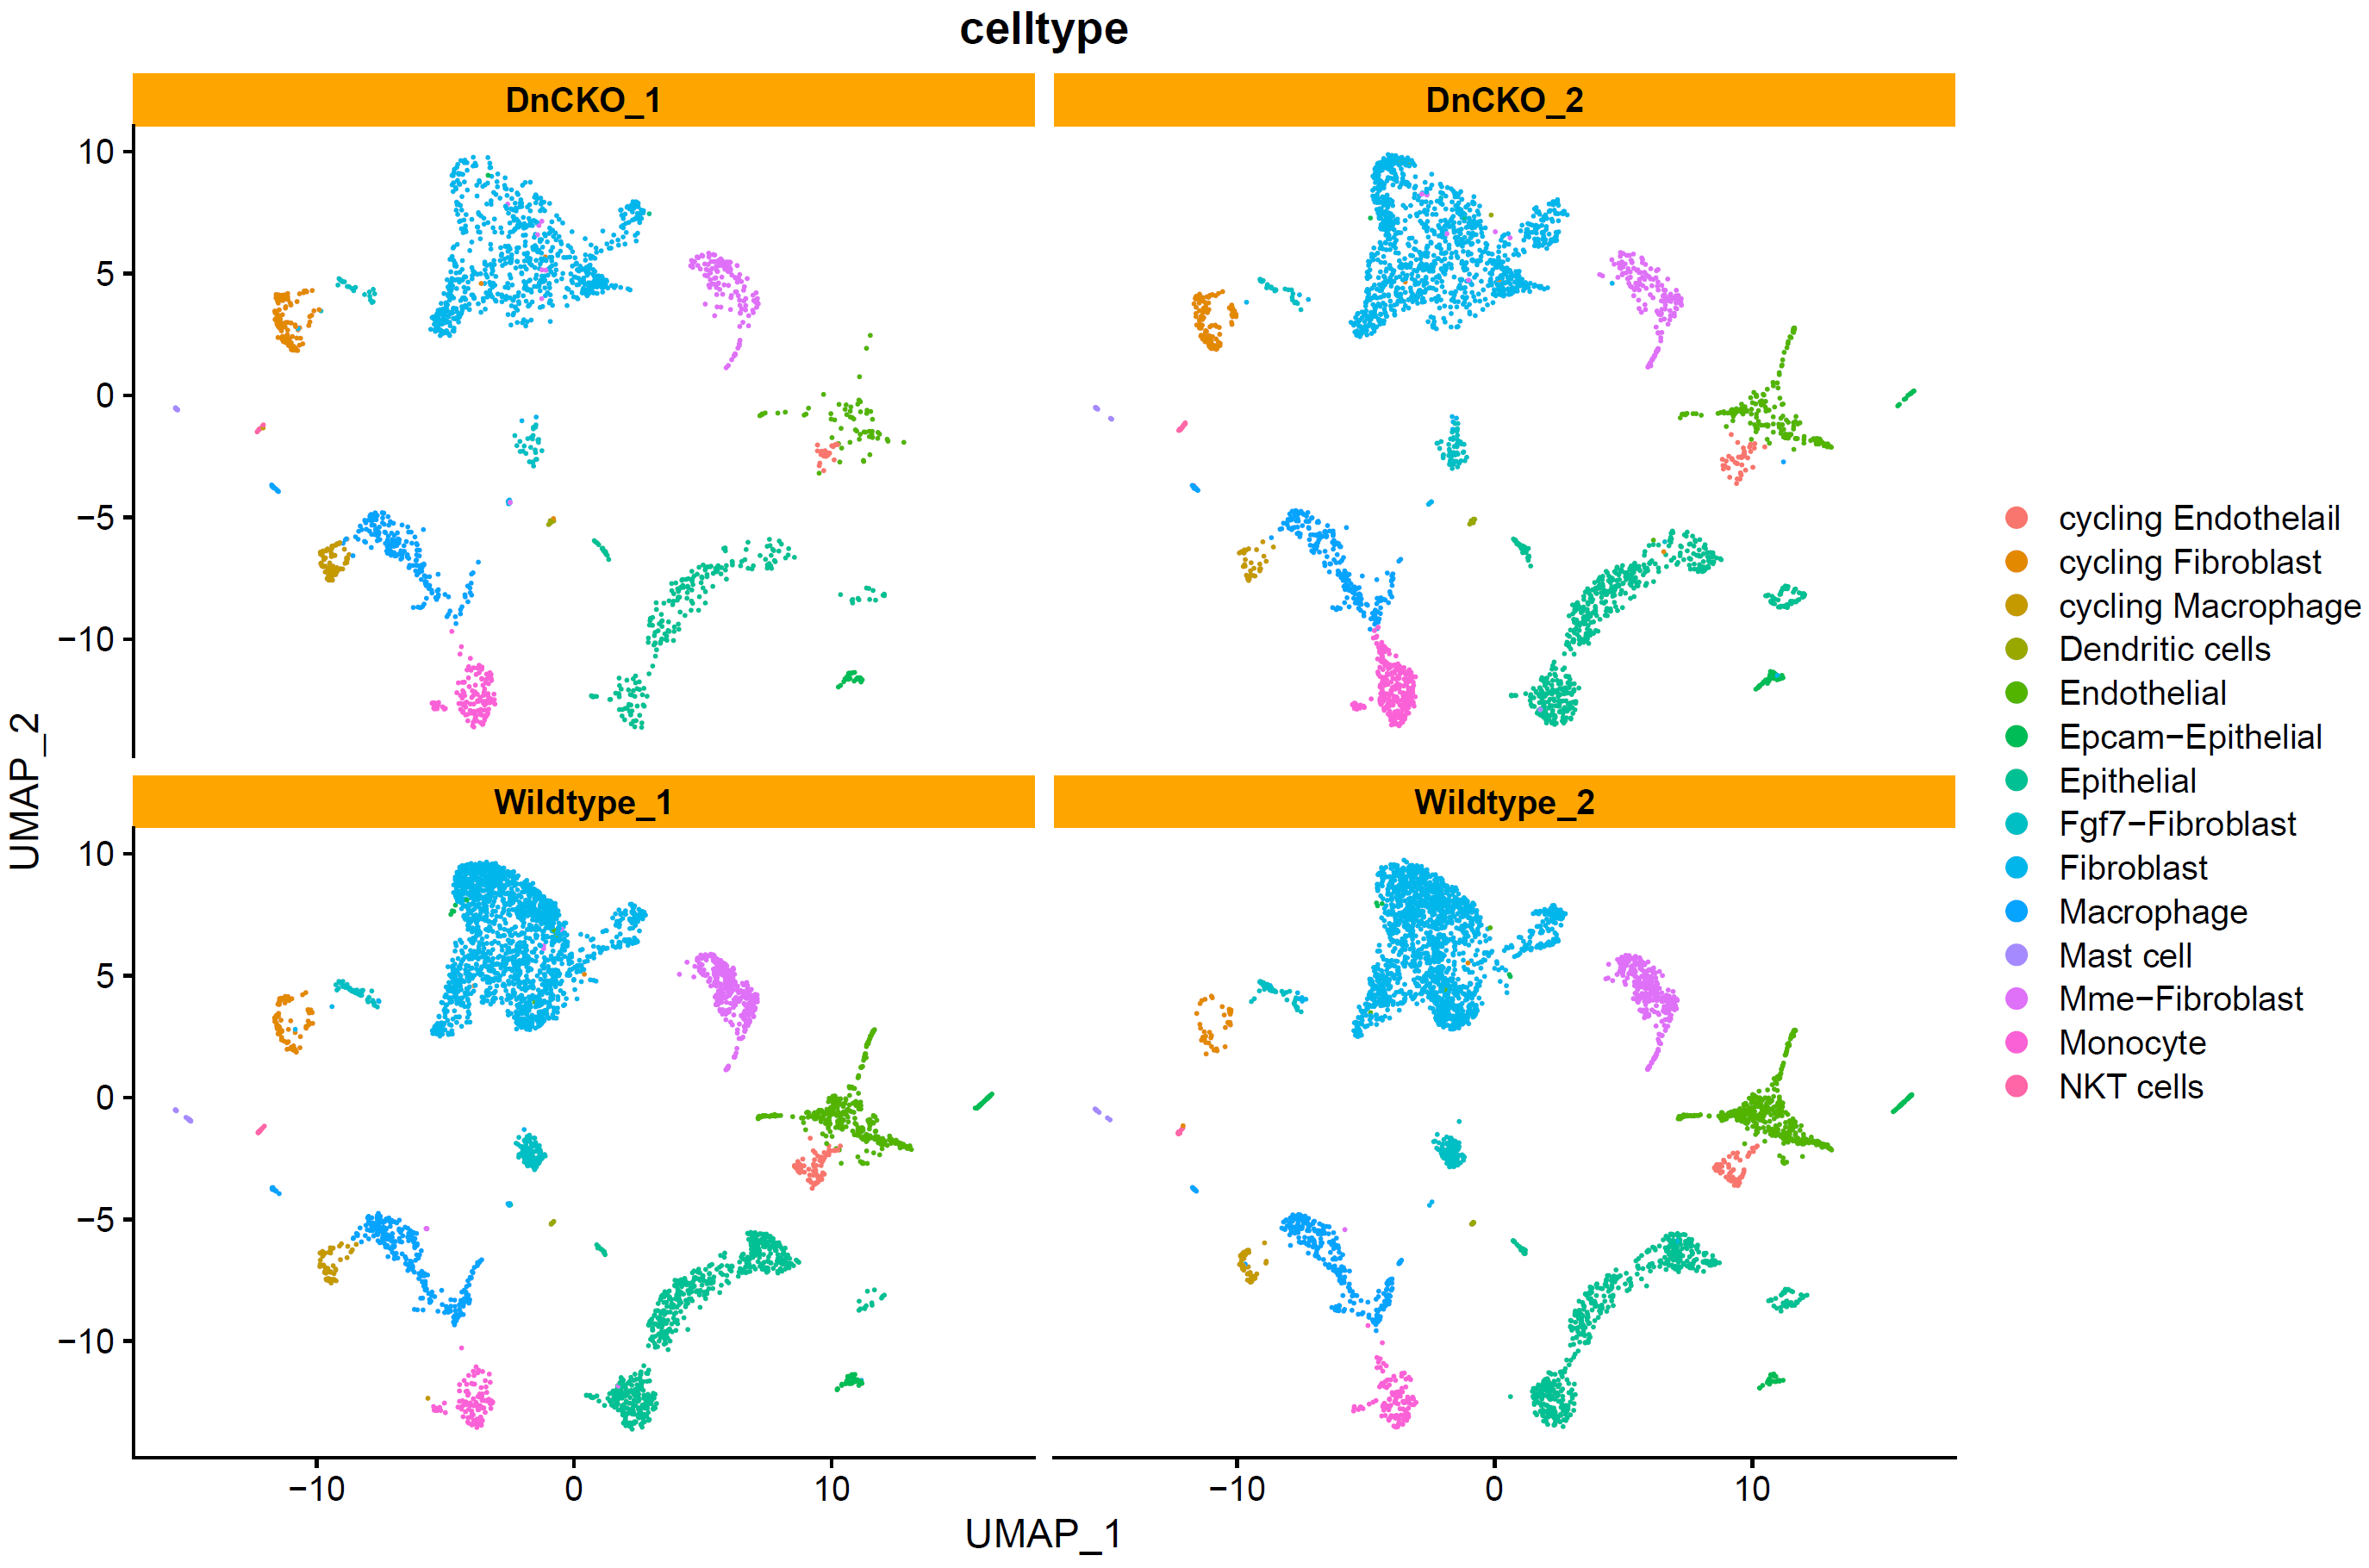 celltype
DnCKO_1
DnCKO_2
10
5
0
−5
−10
Wildtype_1
Wildtype_2
10
5
0
−5
−10
−10
0
10
−10
0
10
UMAP_1
UMAP_2
cycling Endothelail
cycling Fibroblast
cycling Macrophage
Dendritic cells
Endothelial
Epcam−Epithelial
Epithelial
Fgf7−Fibroblast
Fibroblast
Macrophage
Mast cell
Mme−Fibroblast
Monocyte
NKT cells